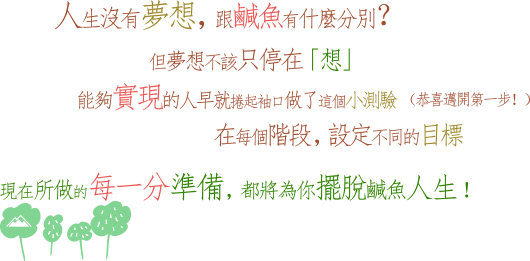 人生沒有夢想，跟鹹魚有什麼分別？
但夢想不該只停在「想」
能夠實現的人早就捲起袖口做了這個小測驗（恭喜邁開第一步！）
在每個階段，設定不同的目標
現在所做的每一分準備，都將為你擺脫鹹魚人生！